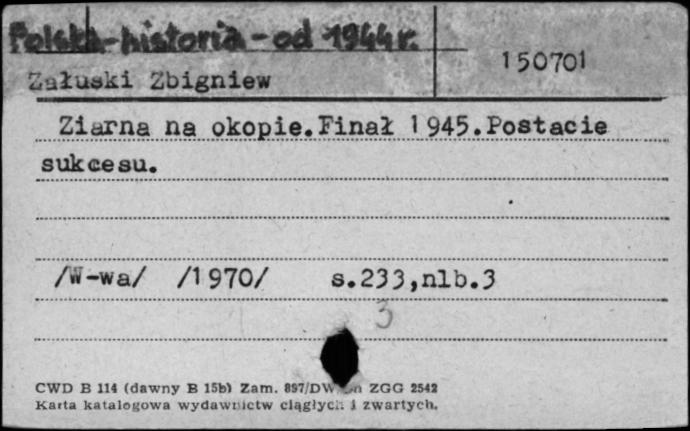 Polska-historia-od 1944r.
150701
Załuski Zbigniew
Ziarna na okopie.Finał 1945.Postacie
sukcesu.
/W-wa/ /1970/ s.233,nlb.3
3
CWD B 114 (dawny B 15b) Zam. 897/DW ZGG 2542
Karta katalogowa wydawnictw ciągłych i zwartych.